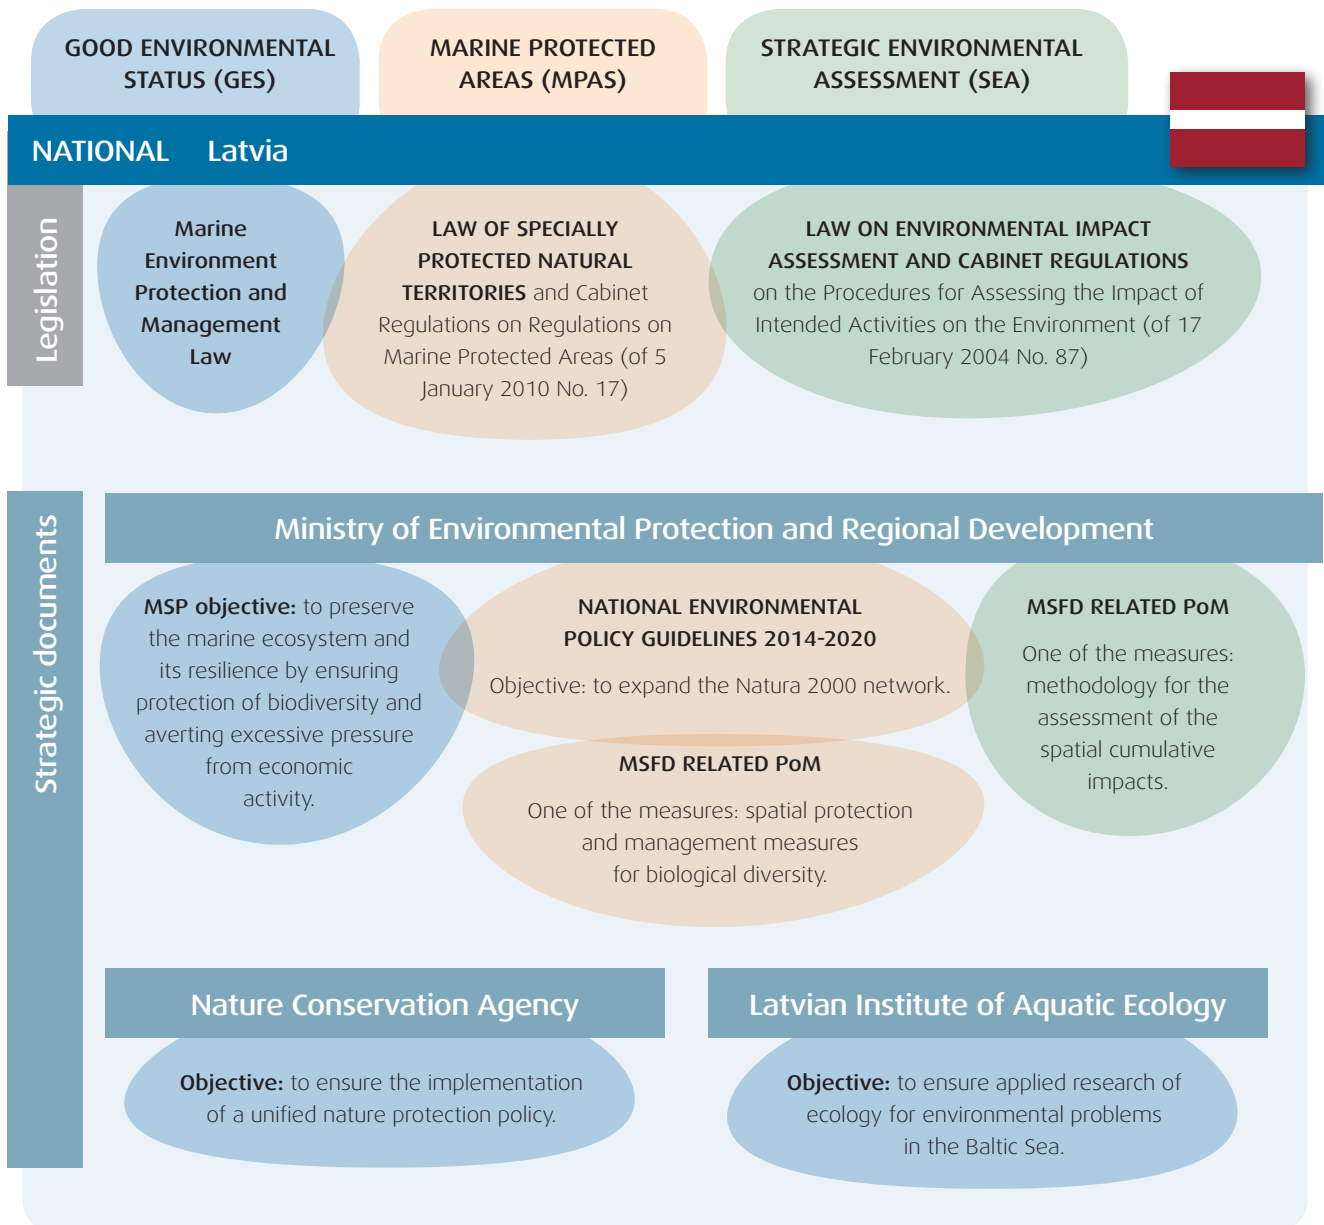 GOOD ENVIRONMENTAL
STATUS (GES)
MARINE PROTECTED
AREAS (MPAS)
STRATEGIC ENVIRONMENTAL
ASSESSMENT (SEA)
NATIONAL Latvia
Legislation
Marine
Environment
Protection and
Management
Law
LAW OF SPECIALLY
PROTECTED NATURAL
TERRITORIES and Cabinet
Regulations on Regulations on
Marine Protected Areas (of 5
January 2010 No. 17)
LAW ON ENVIRONMENTAL IMPACT
ASSESSMENT AND CABINET REGULATIONS
on the Procedures for Assessing the Impact of
Intended Activities on the Environment (of 17
February 2004 No. 87)
Strategic documents
Ministry of Environmental Protection and Regional Development
MSP objective: to preserve
the marine ecosystem and
its resilience by ensuring
protection of biodiversity and
averting excessive pressure
from economic
activity.
NATIONAL ENVIRONMENTAL
POLICY GUIDELINES 2014-2020
Objective: to expand the Natura 2000 network.
MSFD RELATED PoM
One of the measures: spatial protection
and management measures
for biological diversity.
MSFD RELATED PoM
One of the measures:
methodology for the
assessment of the
spatial cumulative
impacts.
Nature Conservation Agency
Objective: to ensure the implementation
of a unified nature protection policy.
Latvian Institute of Aquatic Ecology
Objective: to ensure applied research of
ecology for environmental problems
in the Baltic Sea.